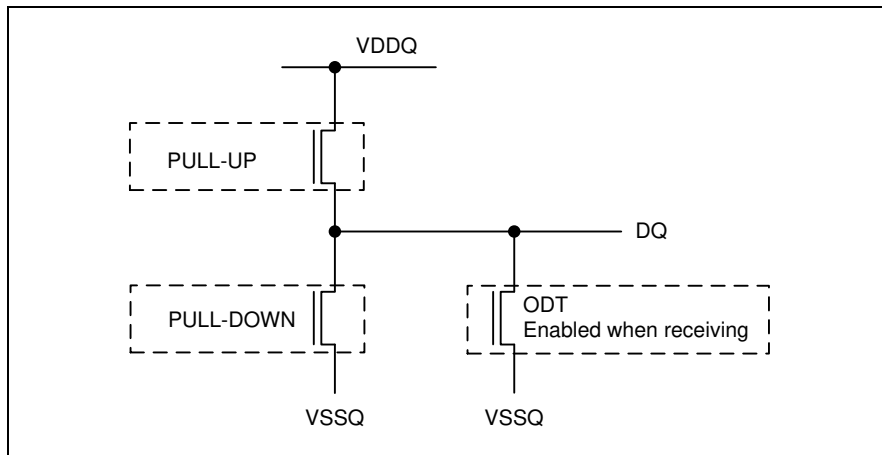 VDDQ
PULL-UP
DQ
PULL-DOWN
ODT
Enabled when receiving
VSSQ
VSSQ